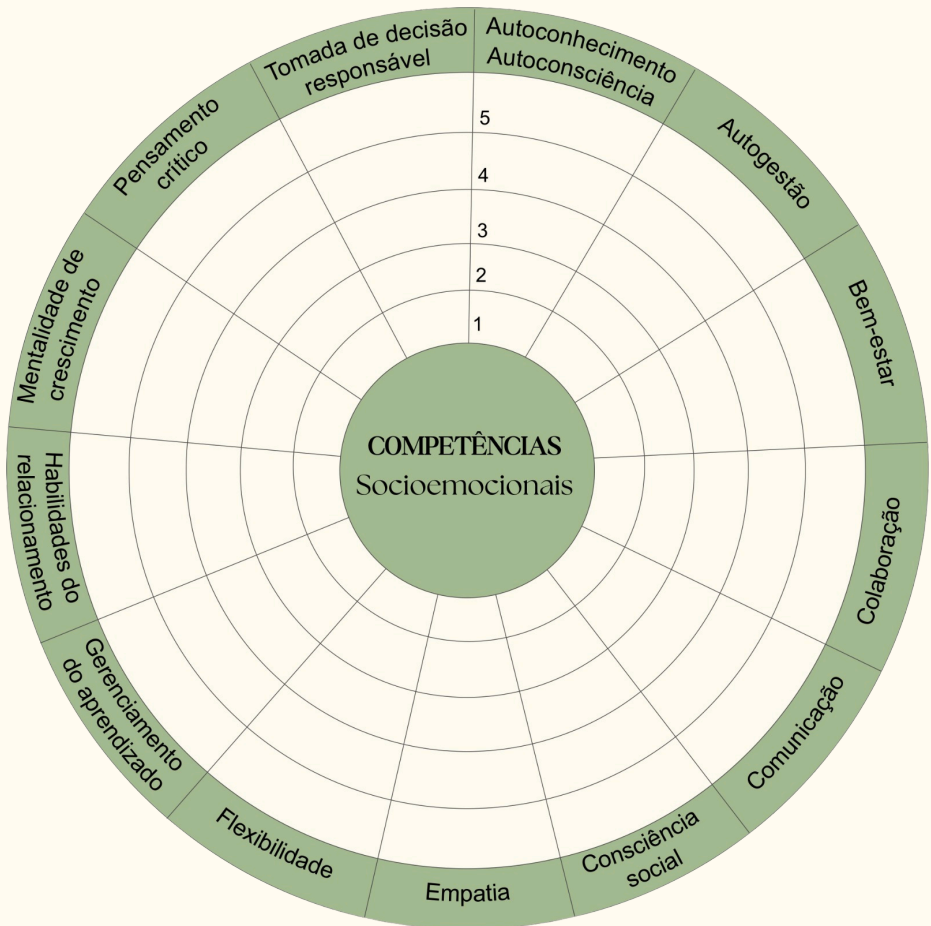 Autoconhecimento
Autoconsciência
Autogestão
Bem-estar
Colaboração
Comunicação
Consciência
social
Empatia
Flexibilidade
Gerenciamento
do aprendizado
Habilidades do
relacionamento
Mentalidade de
crescimento
Pensamento
crítico
Tomada de decisão
responsável
5
4
3
2
1
COMPETÊNCIAS
Socioemocionais